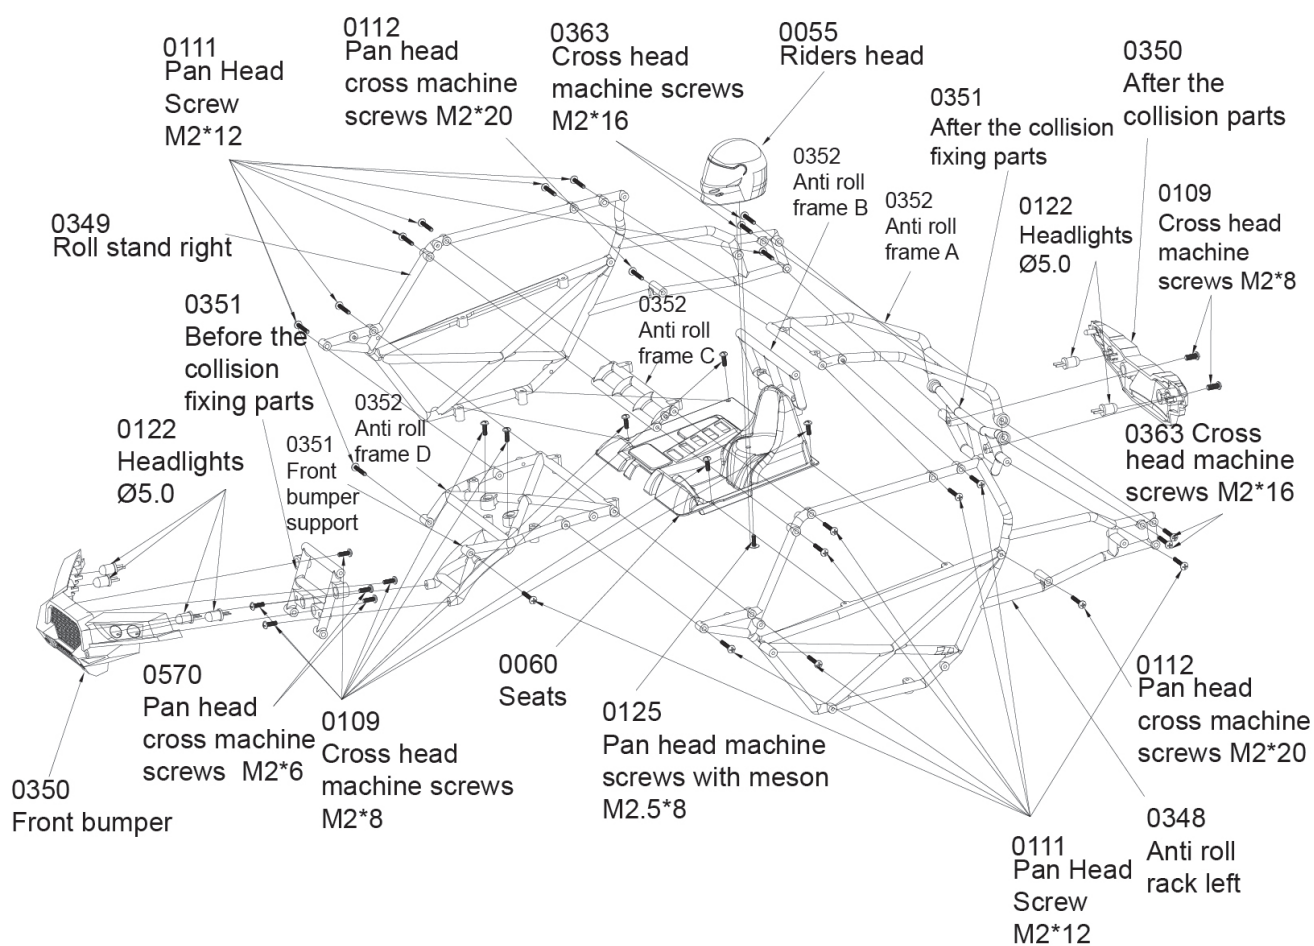 0111
Pan Head
Screw
M2*12
0112
Pan head
cross machine
screws M2*20
0363
Cross head
machine screws
M2*16
0055
Riders head
0350
After the
collision parts
0351
After the collision
fixing parts
0352
Anti roll
frame B
0352
Anti roll
frame A
0122
Headlights
Ø5.0
0109
Cross head
machine
screws M2*8
0349
Roll stand right
0351
Before the
collision
fixing parts
0352
Anti roll
frame C
0352
Anti roll
frame D
0122
Headlights
Ø5.0
0351
Front
bumper
support
0363 Cross
head machine
screws M2*16
0570
Pan head
cross machine
screws M2*6
0109
Cross head
machine screws
M2*8
0060
Seats
0125
Pan head machine
screws with meson
M2.5*8
0112
Pan head
cross machine
screws M2*20
0350
Front bumper
0111
Pan Head
Screw
M2*12
0348
Anti roll
rack left